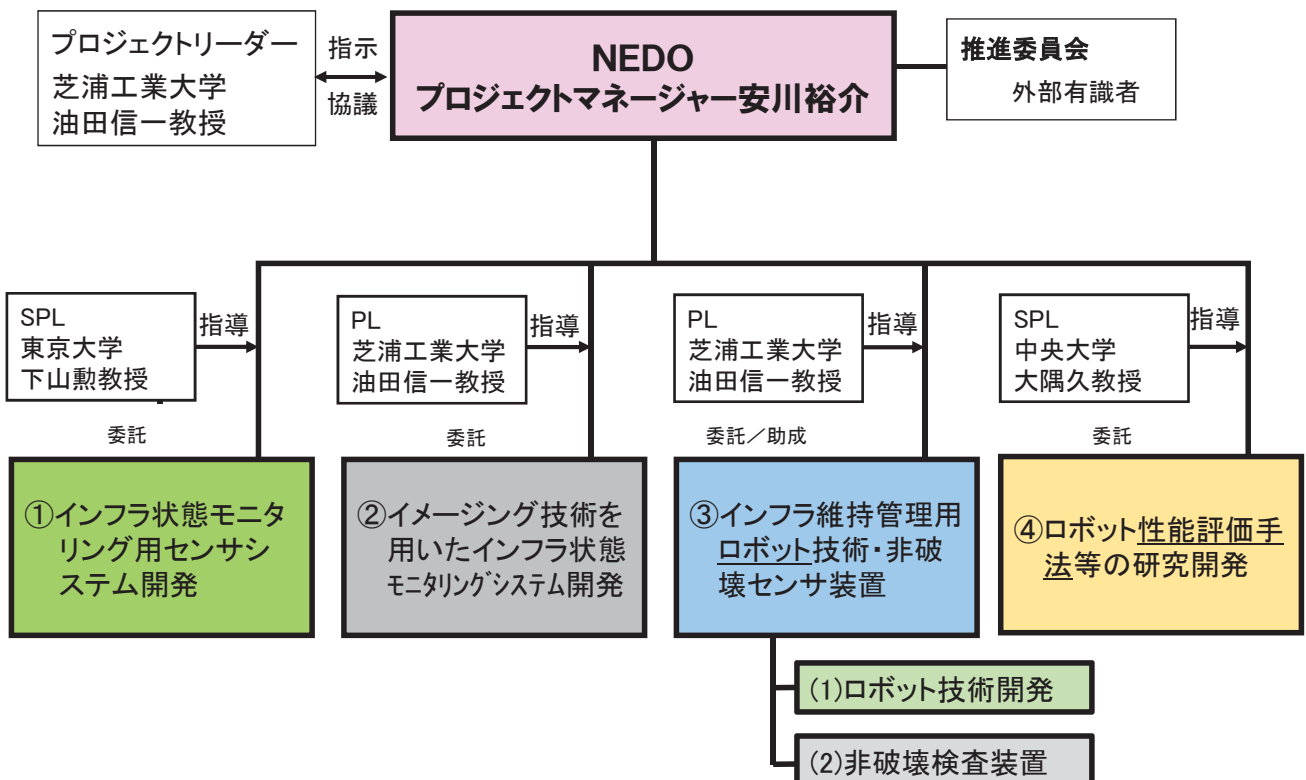 プロジェクトリーダー
芝浦工業大学
油田信一教授
指示
協議
NEDO
プロジェクトマネージャー安川裕介
推進委員会
外部有識者
SPL
東京大学
下山勲教授
指導
PL
芝浦工業大学
油田信一教授
指導
PL
芝浦工業大学
油田信一教授
指導
SPL
中央大学
大隅久教授
指導
委託
委託
委託／助成
委託
①インフラ状態モニタ
リング用センサシ
ステム開発
②イメージング技術を
用いたインフラ状態
モニタリングシステム開発
③インフラ維持管理用
ロボット技術・非破
壊センサ装置
④ロボット性能評価手
法等の研究開発
(1)ロボット技術開発
(2)非破壊検査装置